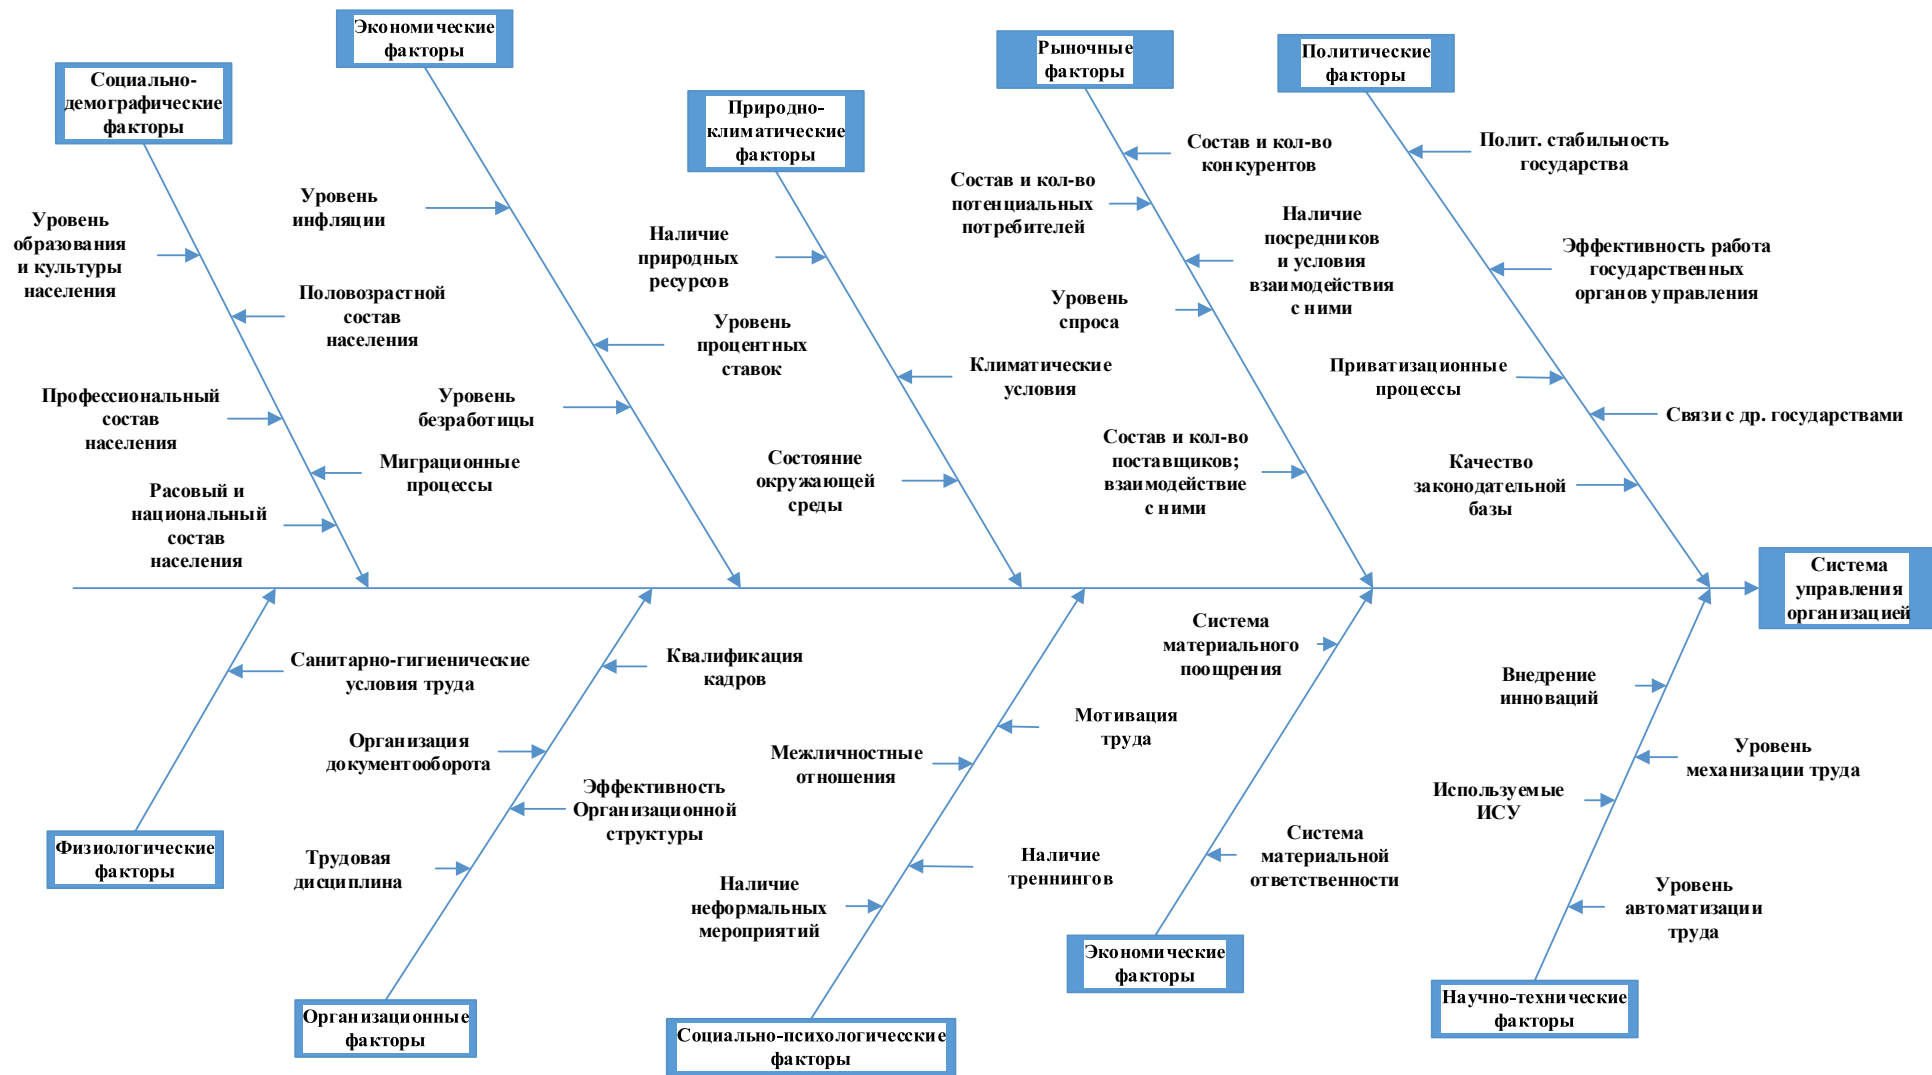 Экономические
факторы
Социально-
демографические
факторы
Природно-
климатические
факторы
Рыночные
факторы
Политические
факторы
Уровень
образования
и культуры
населения
Половозрастной
состав
населения
Профессиональный
состав
населения
Миграционные
процессы
Расовый и
национальный
состав
населения
Уровень
инфляции
Уровень
процентных
ставок
Уровень
безработицы
Наличие
природных
ресурсов
Климатические
условия
Состояние
окружающей
среды
Состав и кол-во
конкурентов
Состав и кол-во
потенциальных
потребителей
Наличие
посредников
и условия
взаимодействия
с ними
Уровень
спроса
Состав и кол-во
поставщиков;
взаимодействие
с ними
Полит. стабильность
государства
Эффективность работа
государственных
органов управления
Приватизационные
процессы
Связи с др. государствами
Качество
законодательной
базы
Система
управления
организацией
Санитарно-гигиенические
условия труда
Физиологические
факторы
Квалификация
кадров
Организация
документооборота
Эффективность
Организационной
структуры
Трудовая
дисциплина
Организационные
факторы
Мотивация
труда
Межличностные
отношения
Наличие
треннингов
Наличие
неформальных
мероприятий
Социально-психологичесские
факторы
Система
материального
поощрения
Система
материальной
ответственности
Экономические
факторы
Внедрение
инноваций
Уровень
механизации труда
Используемые
ИСУ
Уровень
автоматизации
труда
Научно-технические
факторы